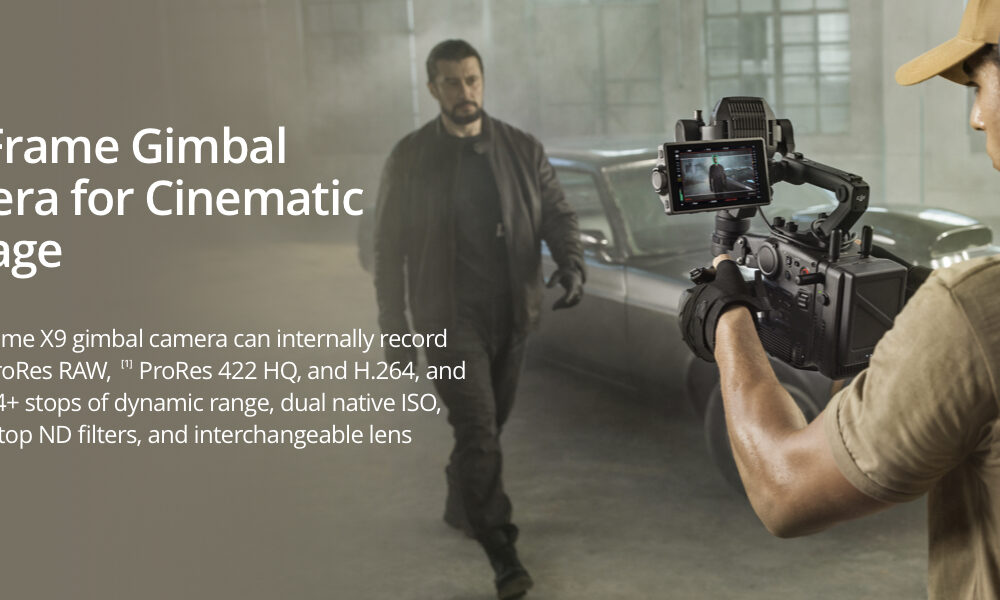 Frame Gimbal
era for Cinematic
age
me X9 gimbal camera can internally record
roRes RAW, [1] ProRes 422 HQ, and H.264, and
4+ stops of dynamic range, dual native ISO,
top ND filters, and interchangeable lens
DJI